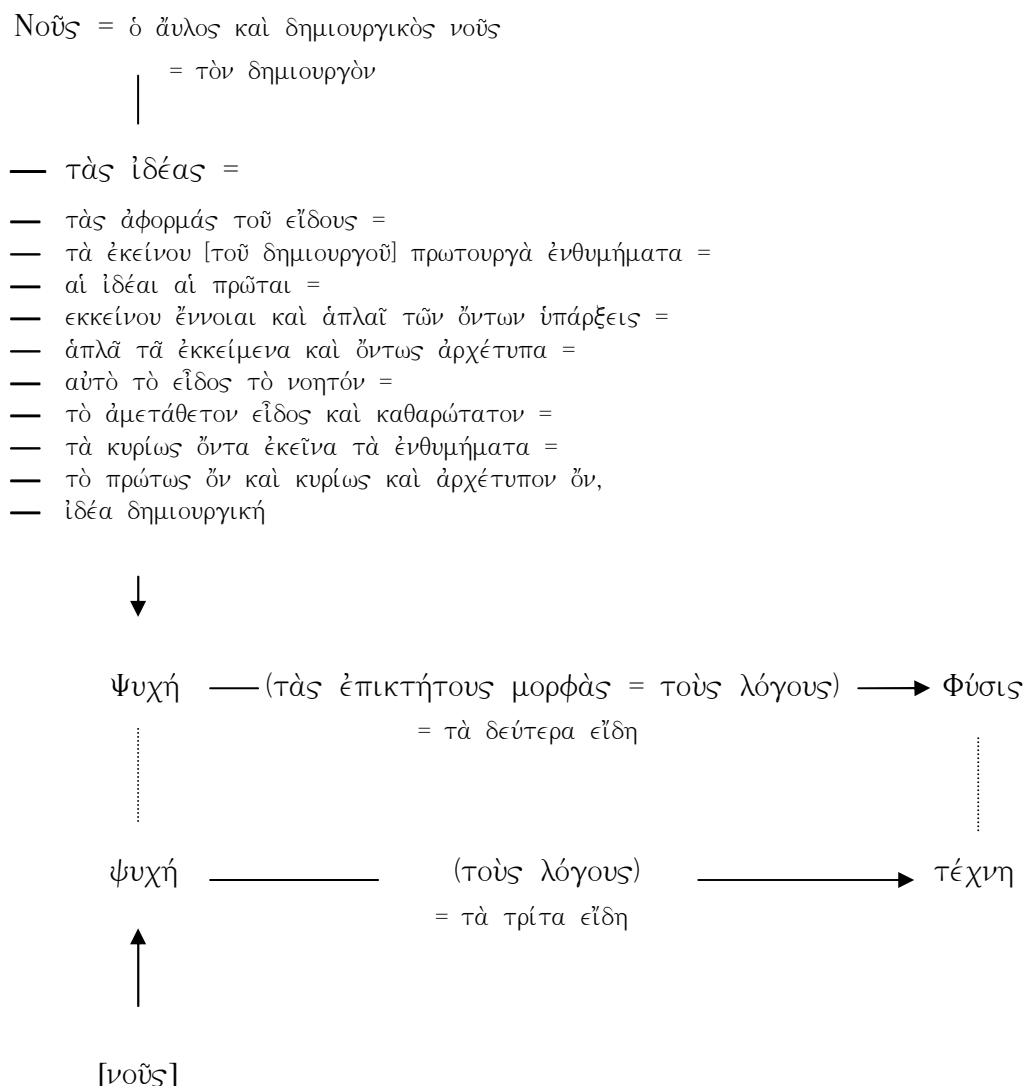 Νοῦς = ὁ ἄυλος καὶ δημιουργικὸς νοῦς
= τὸν δημιουργὸν
— τὰς ἰδέας =
— τὰς ἀφορμάς τοῦ εἴδους =
— τὰ ἐκείνου [τοῦ δημιουργοῦ] πρωτουργὰ ἐνθυμήματα =
— αἱ ἰδέαι αἱ πρῶται =
— εκκείνου ἔννοιαι καὶ ἁπλαῖ τῶν ὄντων ὑπάρξεις =
— ἁπλᾶ τᾶ ἐκκείμενα καὶ ὄντως ἀρχέτυπα =
— αὐτὸ τὸ εἶδος τὸ νοητόν =
— τὸ ἀμετάθετον εἶδος καὶ καθαρώτατον =
— τὰ κυρίως ὄντα ἐκεῖνα τὰ ἐνθυμήματα =
— τὸ πρώτως ὄν καὶ κυρίως καὶ ἀρχέτυπον ὄν,
— ἰδέα δημιουργική
Ψυχή — (τὰς ἐπικτήτους μορφὰς = τοὺς λόγους) → Φύσις
= τὰ δεύτερα εἴδη
ψυχή — (τοὺς λόγους) → τέχνη
= τὰ τρίτα εἴδη
[νοῦς]